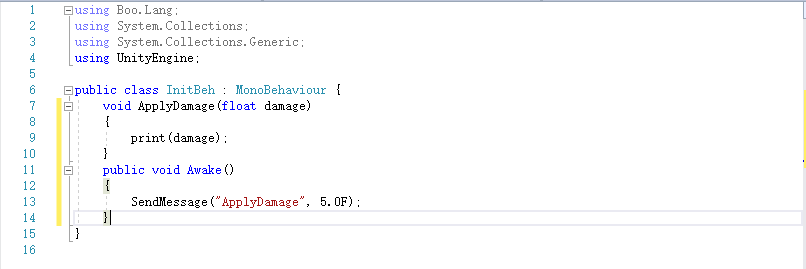 1 using Boo.Lang;
2 using System.Collections;
3 using System.Collections.Generic;
4 using UnityEngine;
5
6 public class InitBeh : MonoBehaviour {
7 void ApplyDamage(float damage)
8 {
9 print(damage);
10 }
11 public void Awake()
12 {
13 SendMessage("ApplyDamage", 5.0F);
14 }
15 }
16